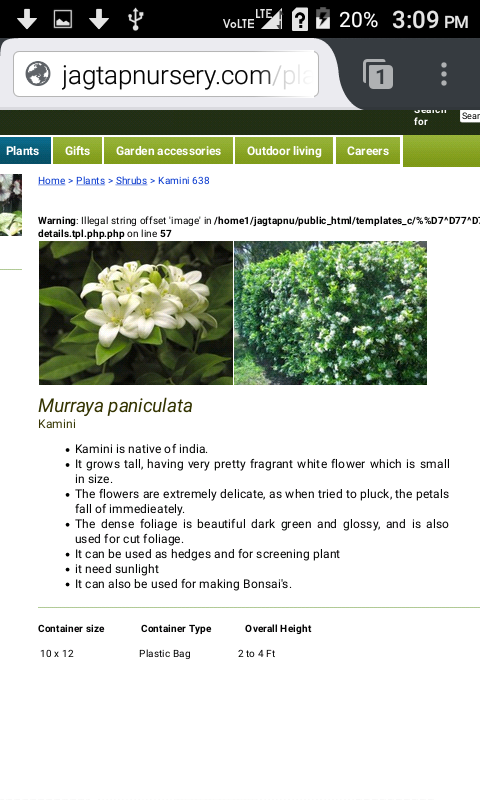 VoLTE LTE 20% 3:09 PM
jagtapnursery.com/pla
1
Search
for
Sear
Plants Gifts Garden accessories Outdoor living Careers
Home > Plants > Shrubs > Kamini 638
Warning: Illegal string offset 'image' in /home1/jagtapnu/public_html/templates_c/%%D7^D77^D7
details.tpl.php.php on line 57
Murraya paniculata
Kamini
• Kamini is native of india.
• It grows tall, having very pretty fragrant white flower which is small
in size.
• The flowers are extremely delicate, as when tried to pluck, the petals
fall of immedieately.
• The dense foliage is beautiful dark green and glossy, and is also
used for cut foliage.
• It can be used as hedges and for screening plant
• it need sunlight
• It can also be used for making Bonsai's.
Container size Container Type Overall Height
10 x 12 Plastic Bag 2 to 4 Ft